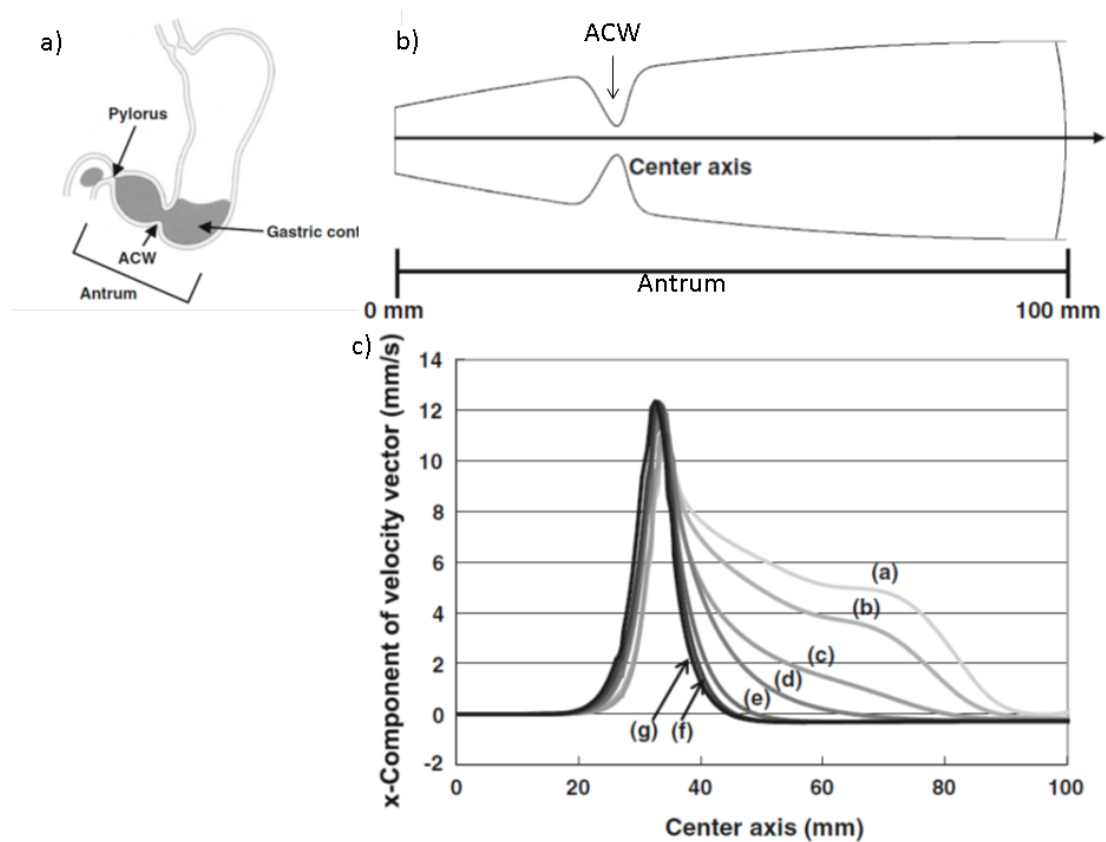 a)
Pylorus
ACW
Antrum
Gastric cont
b)
ACW
Center axis
Antrum
0 mm
100 mm
c)
x-Component of velocity vector (mm/s)
14
12
10
8
6
4
2
0
-2
(a)
(b)
(c)
(d)
(e)
(g) (f)
0 20 40 60 80 100
Center axis (mm)